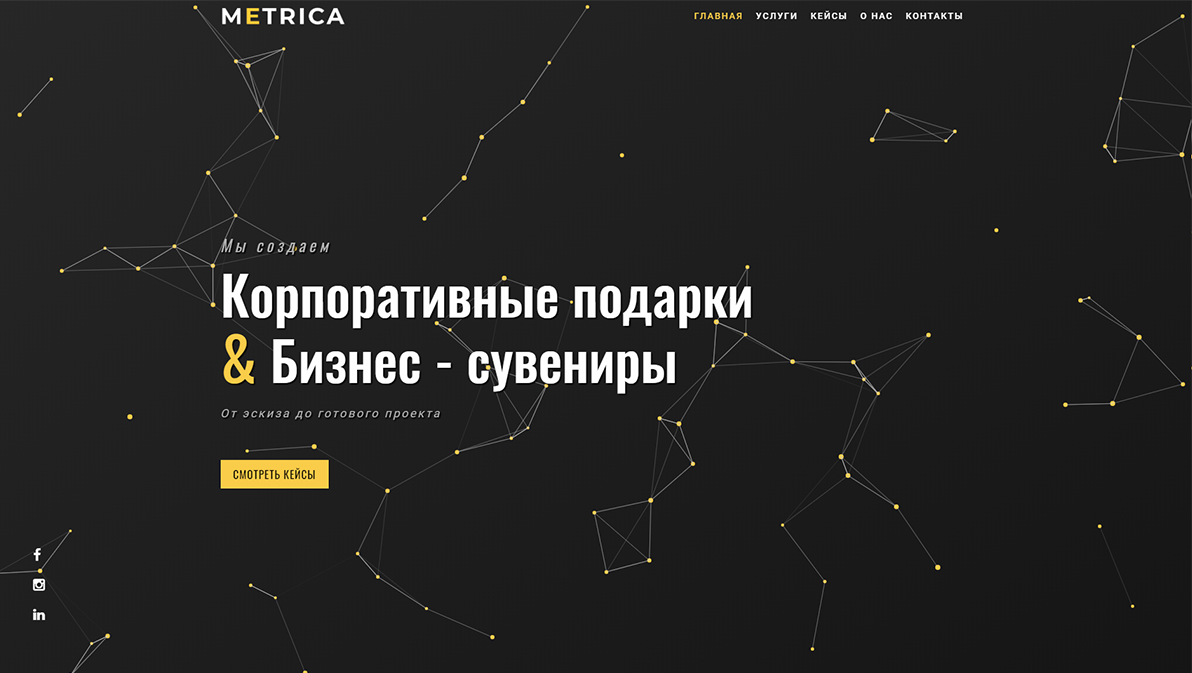 METRICA
ГЛАВНАЯ УСЛУГИ КЕЙСЫ О НАС КОНТАКТЫ
Мы создаем
Корпоративные подарки
& Бизнес - сувениры
От эскиза до готового проекта
СМОТРЕТЬ КЕЙСЫ